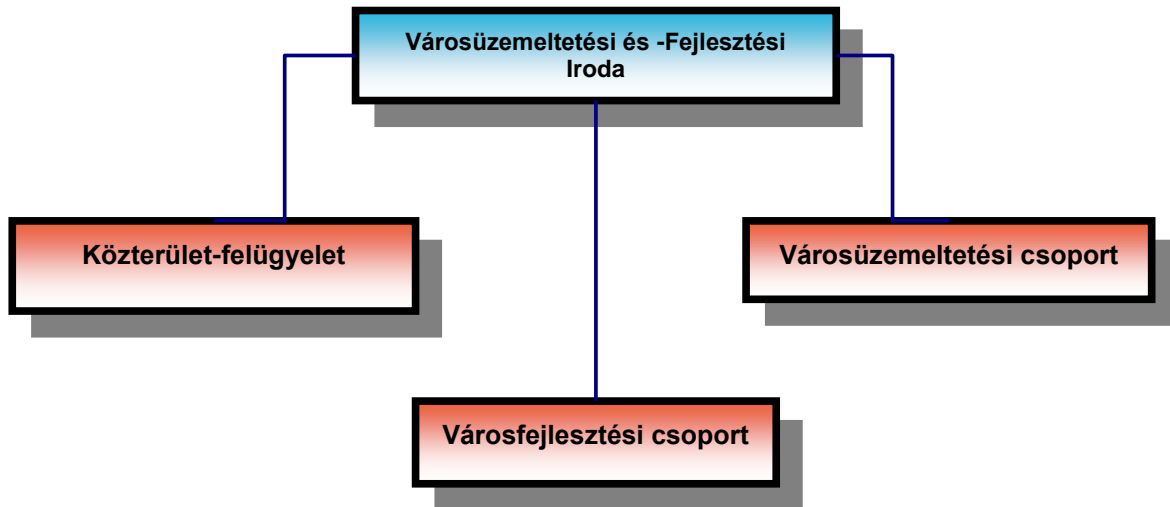 Városüzemeltetési és -Fejlesztési
Iroda
Közterület-felügyelet
Városüzemeltetési csoport
Városfejlesztési csoport